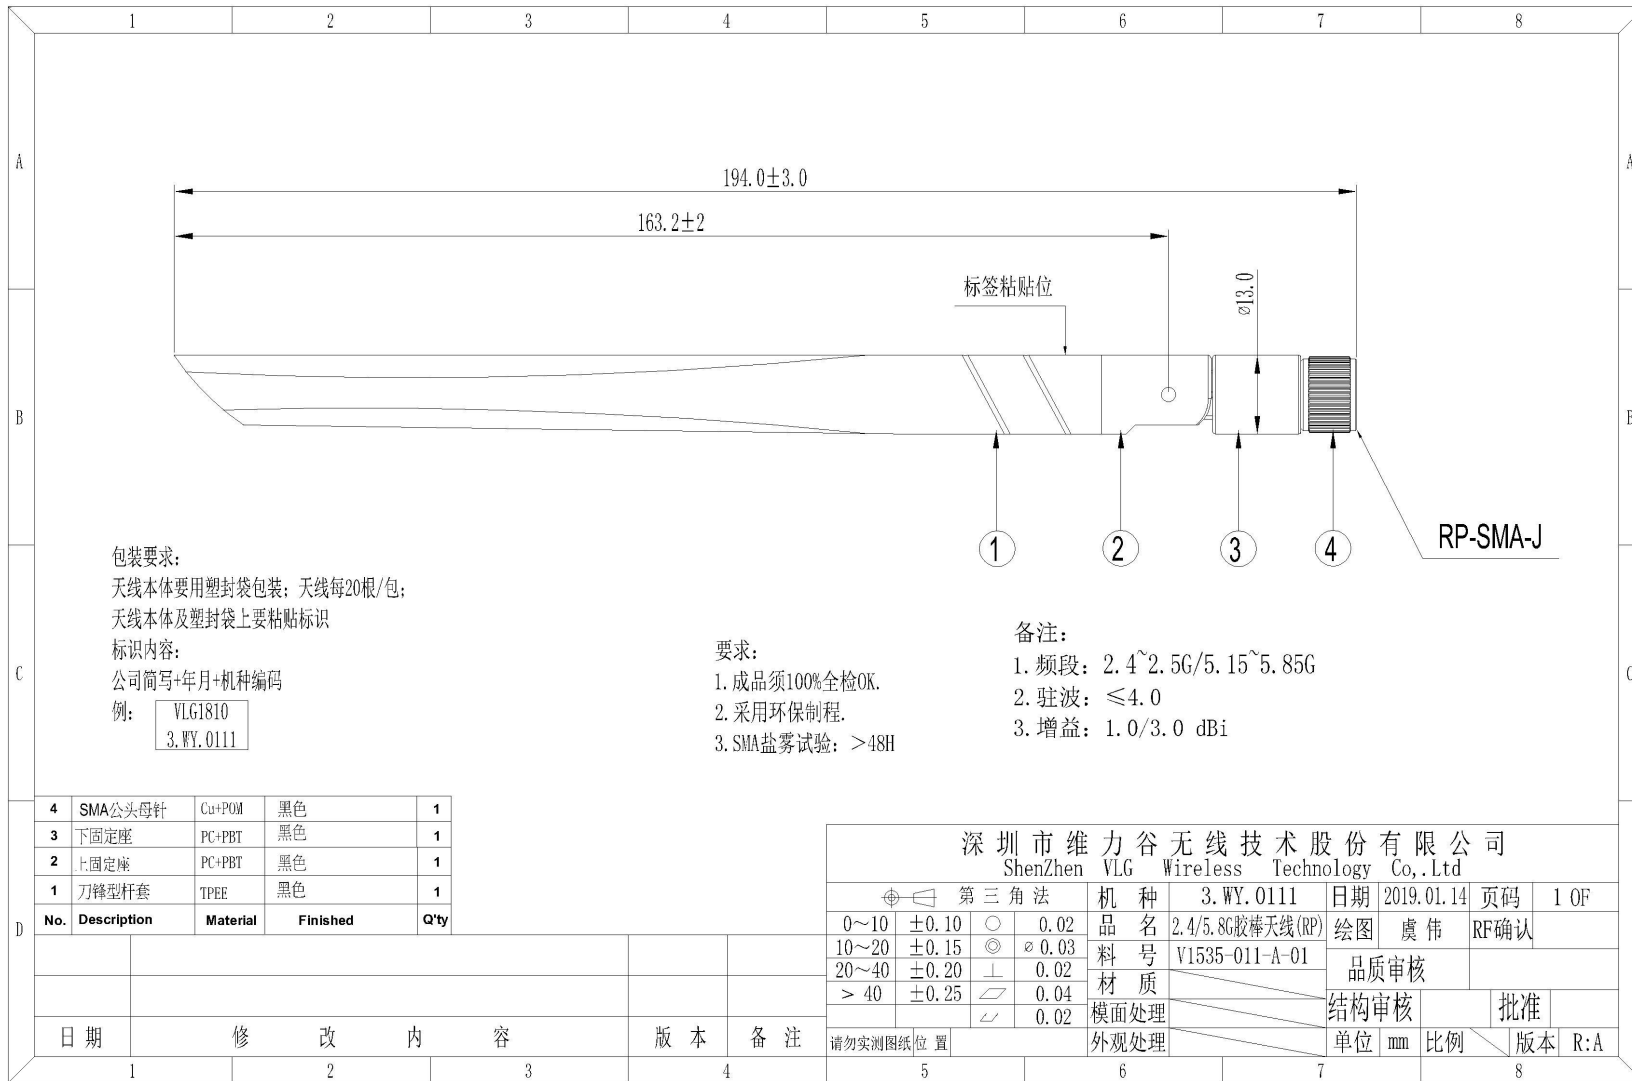 1 2 3 4 5 6 7 8
A A
194.0±3.0
163.2±2
标签粘贴位
⌀13.0
B B
1 2 3 4
RP-SMA-J
包装要求:
天线本体要用塑封袋包装; 天线每20根/包;
天线本体及塑封袋上要粘贴标识
标识内容:
公司简写+年月+机种编码
例: VLG1810
3.WY.0111
要求:
1.成品须100%全检OK.
2.采用环保制程.
3.SMA盐雾试验: >48H
备注:
1.频段: 2.4~2.5G/5.15~5.85G
2.驻波: ≤4.0
3.增益: 1.0/3.0 dBi
C C
4 SMA公头母针 Cu+POM 黑色 1
3 下固定座 PC+PBT 黑色 1
2 上固定座 PC+PBT 黑色 1
1 刀锋型杆套 TPEE 黑色 1
No. Description Material Finished Q'ty
D D
日期 修改内容 版本 备注
深圳市维力谷无线技术股份有限公司
ShenZhen VLG Wireless Technology Co,.Ltd
第三角法 机种 3.WY.0111 日期 2019.01.14 页码 1 OF
0~10 ±0.10 ○ 0.02 品名 2.4/5.8G胶棒天线(RP) 绘图 虞伟 RF确认
10~20 ±0.15 ◎ ⌀0.03 料号 V1535-011-A-01 品质审核
20~40 ±0.20 ⊥ 0.02 材质
> 40 ±0.25 ▱ 0.04 模面处理 结构审核 批准
0.02
请勿实测图纸 位置 外观处理 单位 mm 比例 版本 R:A
1 2 3 4 5 6 7 8